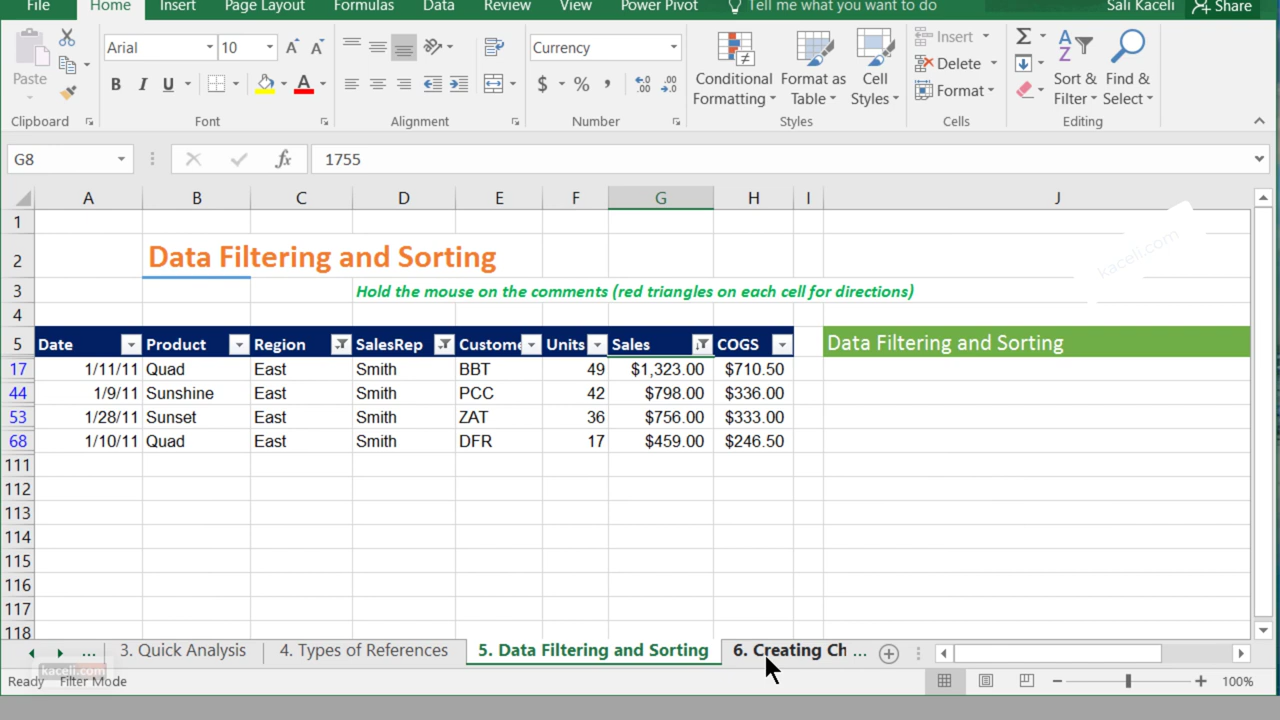 File Home Insert Page Layout Formulas Data Review View Power Pivot Tell me what you want to do Sali Kaceli Share
Arial 10 Currency Insert
Paste Conditional Formatting Format as Table Cell Styles Delete Sort & Filter Find & Select
$ % , Format
Clipboard Font Alignment Number Styles Cells Editing
G8 fx 1755
A B C D E F G H I J
1
2 Data Filtering and Sorting
kaceli.com
3 Hold the mouse on the comments (red triangles on each cell for directions)
4
5 Date Product Region SalesRep Custome Units Sales COGS Data Filtering and Sorting
17 1/11/11 Quad East Smith BBT 49 $1,323.00 $710.50
44 1/9/11 Sunshine East Smith PCC 42 $798.00 $336.00
53 1/28/11 Sunset East Smith ZAT 36 $756.00 $333.00
68 1/10/11 Quad East Smith DFR 17 $459.00 $246.50
111
112
113
114
115
116
117
118
... 3. Quick Analysis 4. Types of References 5. Data Filtering and Sorting 6. Creating Ch ...
kaceli.com
Ready Filter Mode 100%